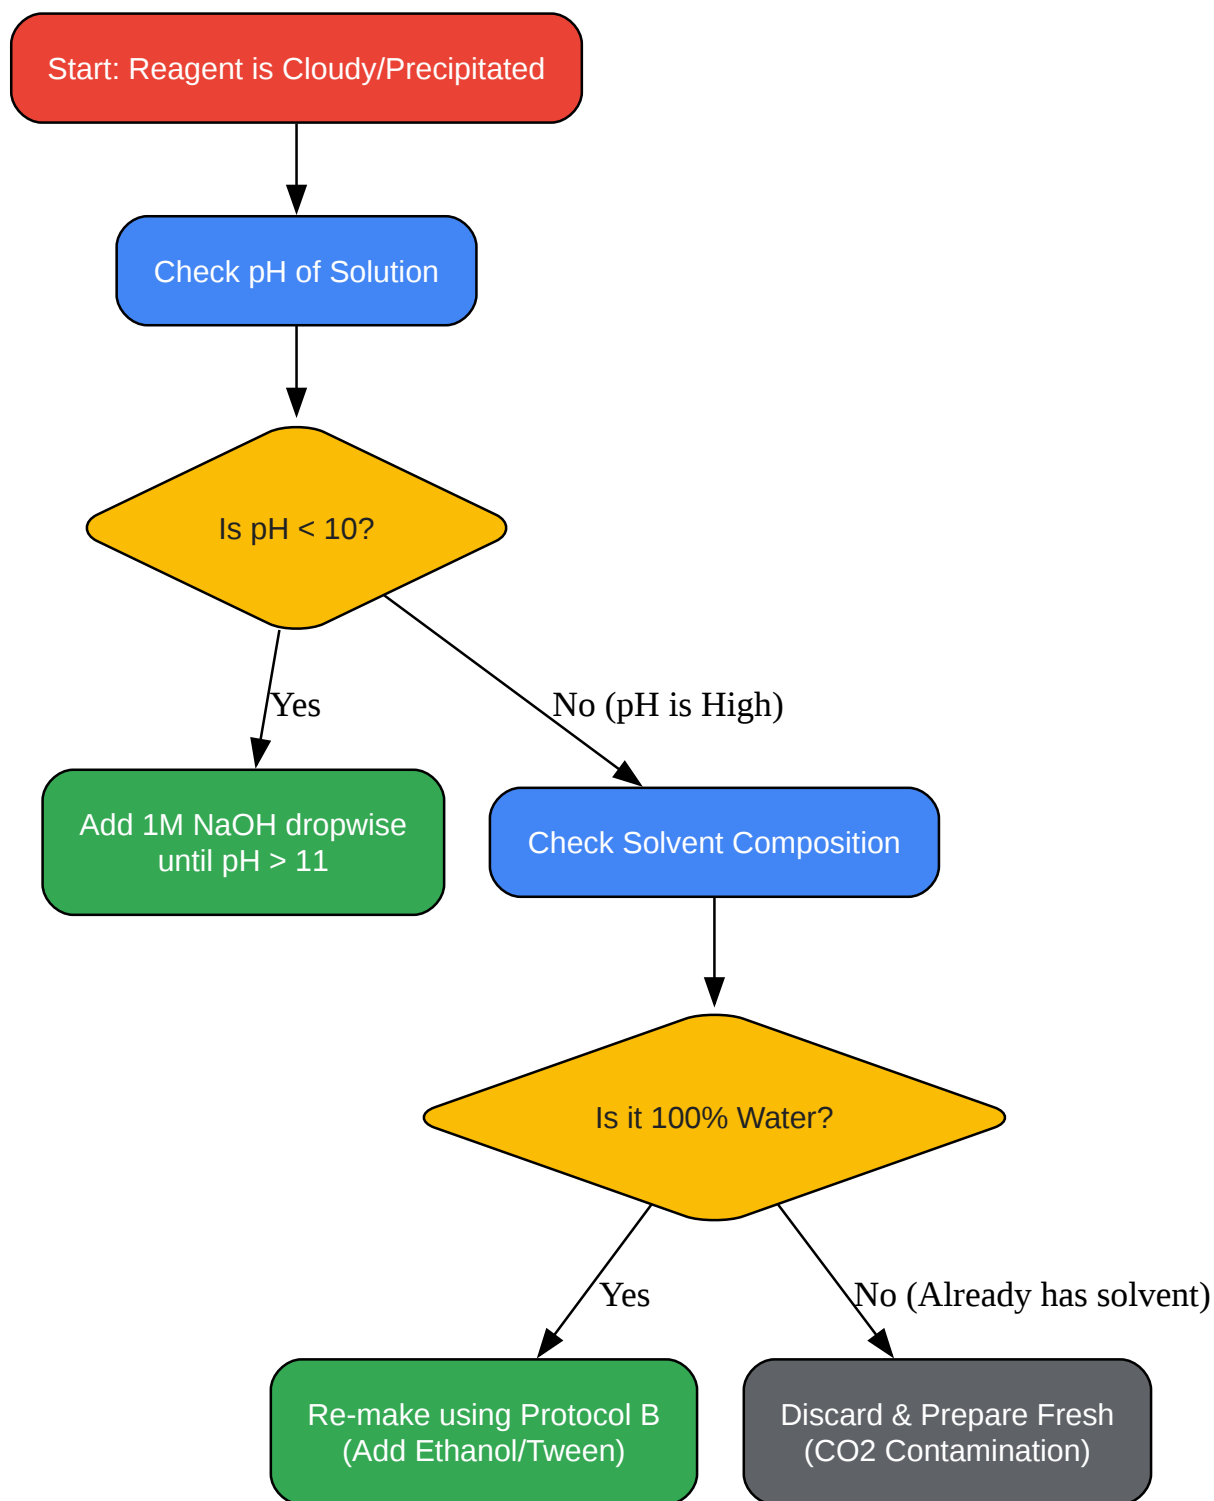 Start: Reagent is Cloudy/Precipitated
Check pH of Solution
Is pH < 10?
Yes
No (pH is High)
Add 1M NaOH dropwise
until pH > 11
Check Solvent Composition
Is it 100% Water?
Yes
No (Already has solvent)
Re-make using Protocol B
(Add Ethanol/Tween)
Discard & Prepare Fresh
(CO2 Contamination)